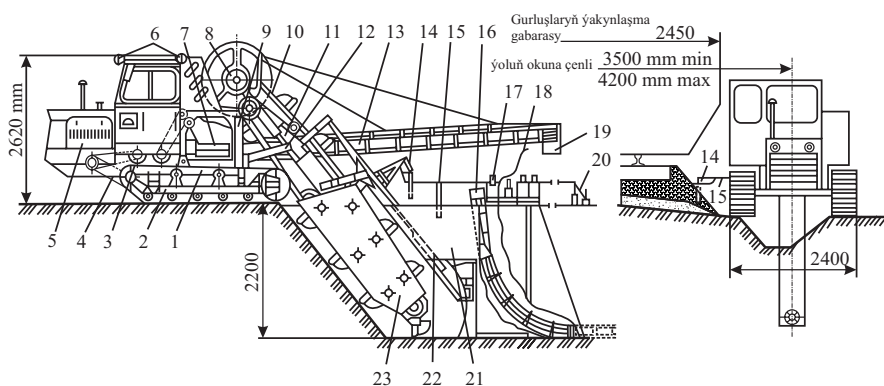 Gurluşlaryň ýakynlaşma
gabarasy 2450
ýoluň okuna çenli 3500 mm min
4200 mm max
6 7 8 9 10 11 12 13 14 15 16 17 18
19
20
2620 mm
5 4 3 2 1
2200
23 22 21
14
15
2400